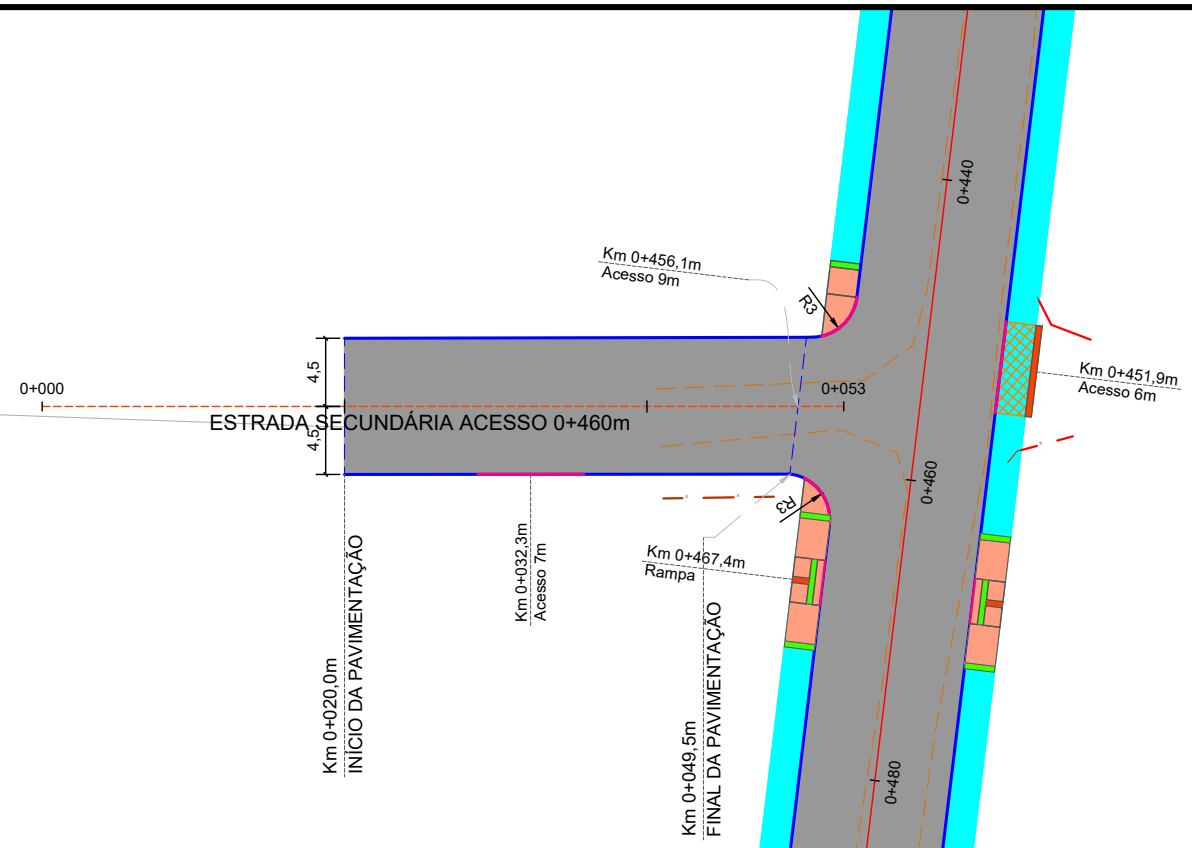 0+440
Km 0+456,1m
Acesso 9m
R3
4,5
0+000
0+053
Km 0+451,9m
Acesso 6m
ESTRADA SECUNDÁRIA ACESSO 0+460m
4,5
0+460
R3
Km 0+032,3m
Acesso 7m
Km 0+467,4m
Rampa
Km 0+020,0m
INÍCIO DA PAVIMENTAÇÃO
Km 0+049,5m
FINAL DA PAVIMENTAÇÃO
0+480